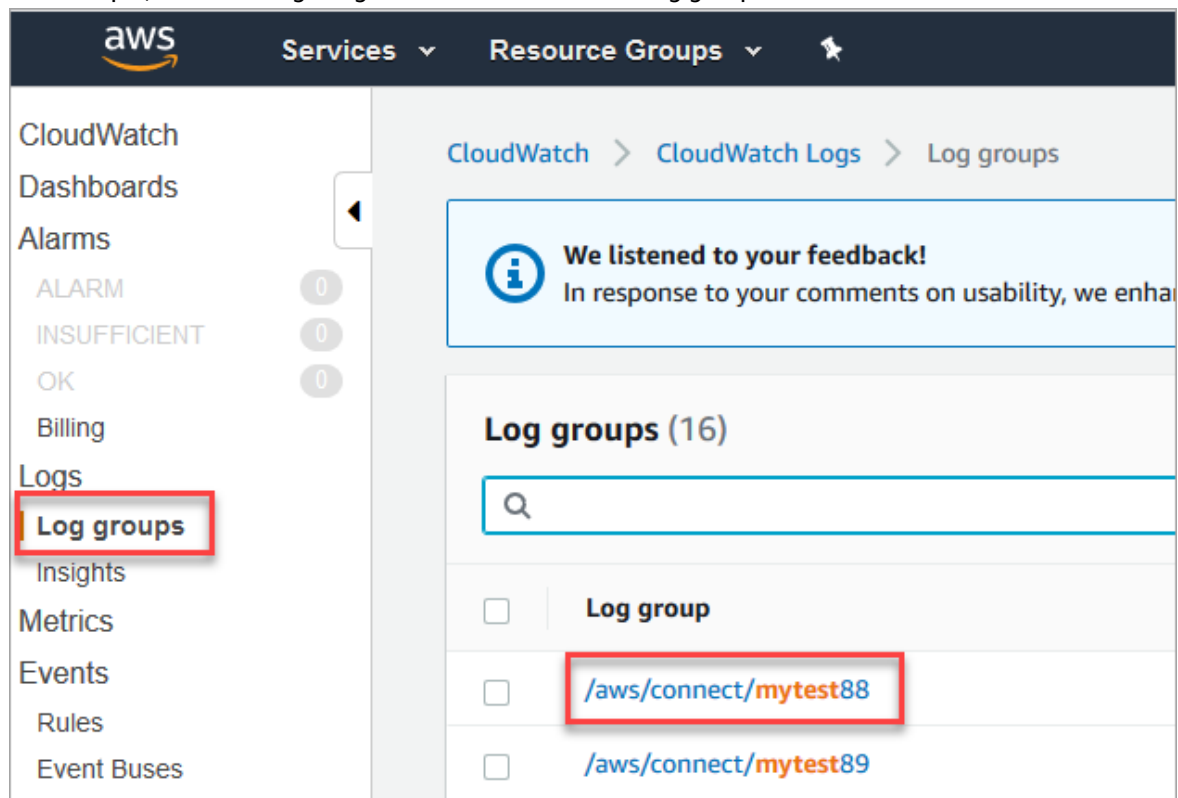 aws Services Resource Groups
CloudWatch
Dashboards
Alarms
ALARM 0
INSUFFICIENT 0
OK 0
Billing
Logs
Log groups
Insights
Metrics
Events
Rules
Event Buses
CloudWatch > CloudWatch Logs > Log groups
We listened to your feedback!
In response to your comments on usability, we
Log groups (16)
Log group
/aws/connect/mytest88
/aws/connect/mytest89